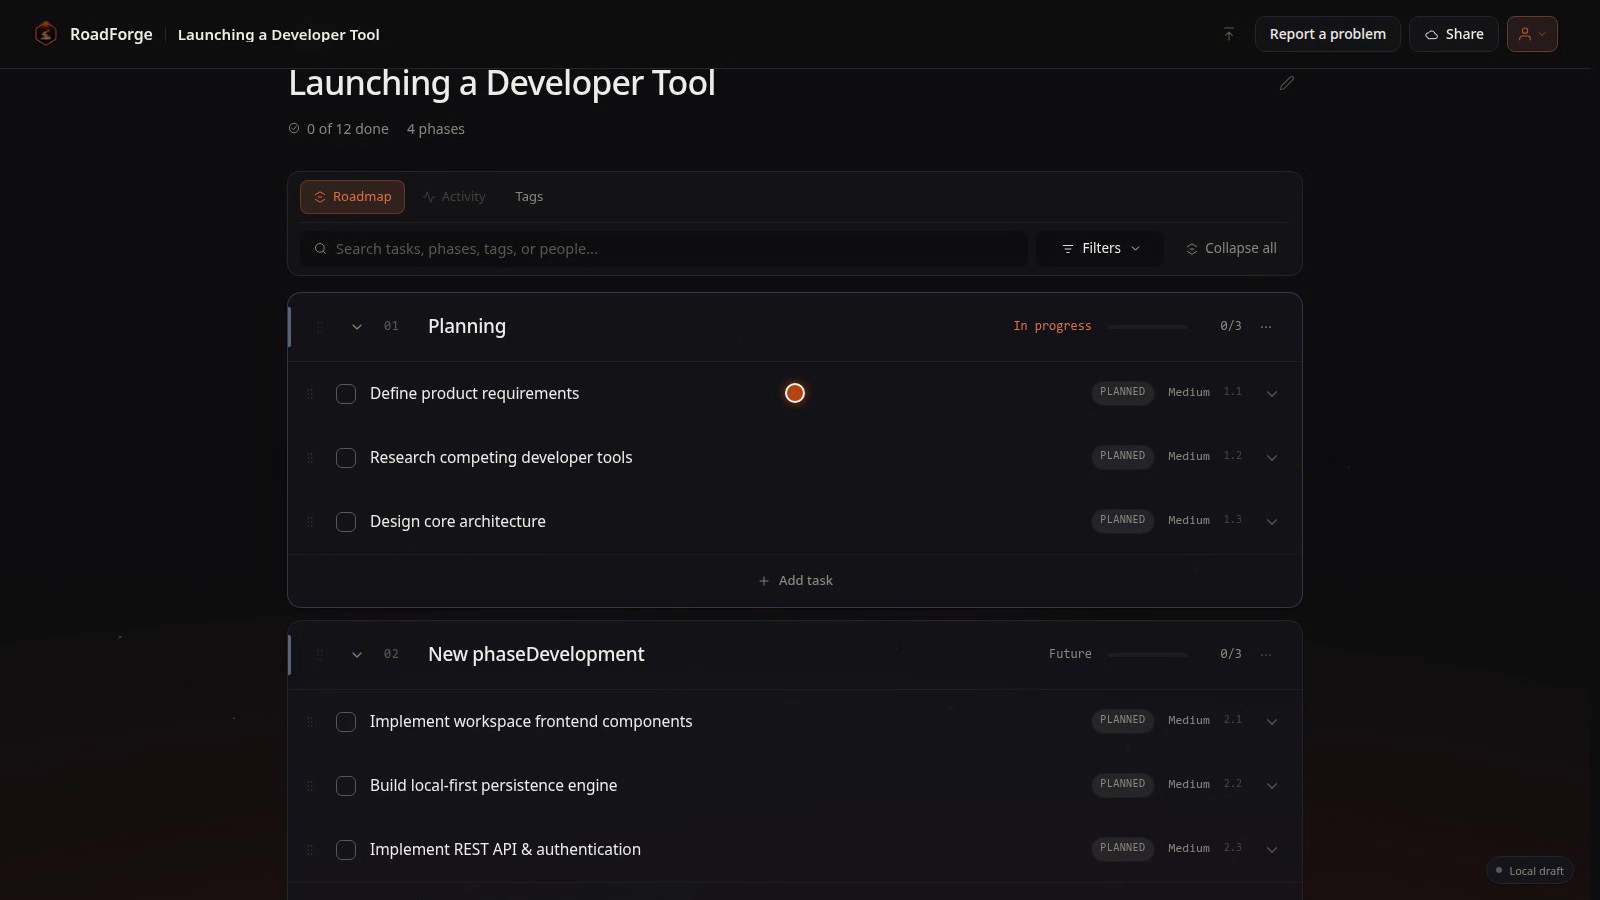 RoadForge
Launching a Developer Tool
Report a problem
Share
Launching a Developer Tool
0 of 12 done 4 phases
Roadmap Activity Tags
Search tasks, phases, tags, or people...
Filters
Collapse all
01 Planning In progress 0/3 ...
Define product requirements PLANNED Medium 1.1
Research competing developer tools PLANNED Medium 1.2
Design core architecture PLANNED Medium 1.3
+ Add task
02 New phaseDevelopment Future 0/3 ...
Implement workspace frontend components PLANNED Medium 2.1
Build local-first persistence engine PLANNED Medium 2.2
Implement REST API & authentication PLANNED Medium 2.3
Local draft